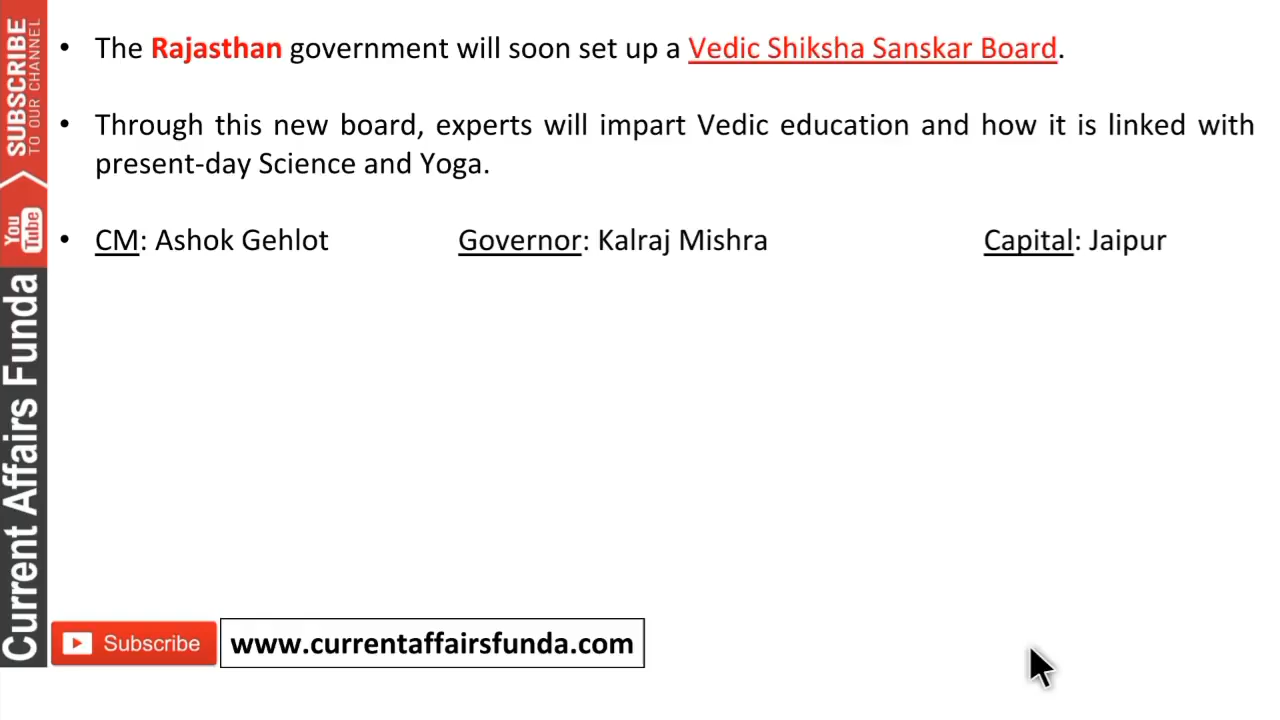 • The Rajasthan government will soon set up a Vedic Shiksha Sanskar Board.
• Through this new board, experts will impart Vedic education and how it is linked with
present-day Science and Yoga.
• CM: Ashok Gehlot Governor: Kalraj Mishra Capital: Jaipur
SUBSCRIBE
TO OUR CHANNEL
You
Tube
Current Affairs Funda
Subscribe
www.currentaffairsfunda.com